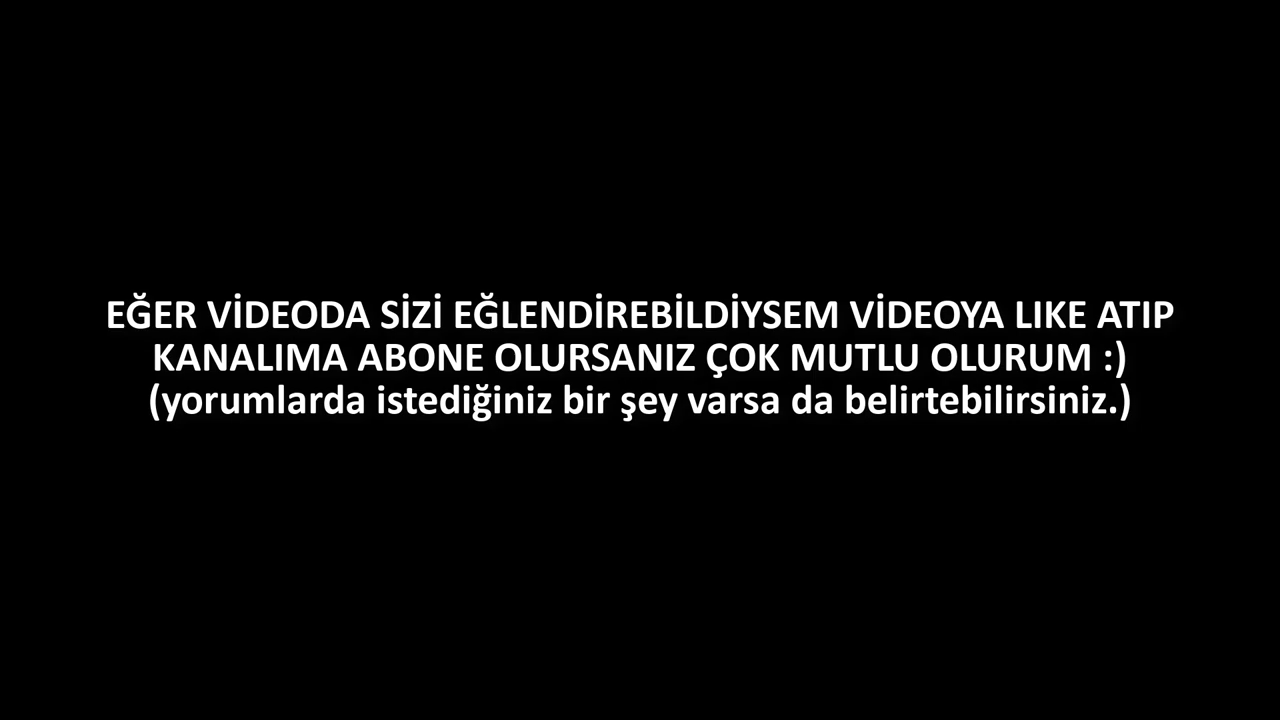 EĞER VİDEODA SİZİ EĞLENDİREBİLDİYSEM VİDEOYA LIKE ATIP
KANALIMA ABONE OLURSANIZ ÇOK MUTLU OLURUM :)
(yorumlarda istediğiniz bir şey varsa da belirtebilirsiniz.)